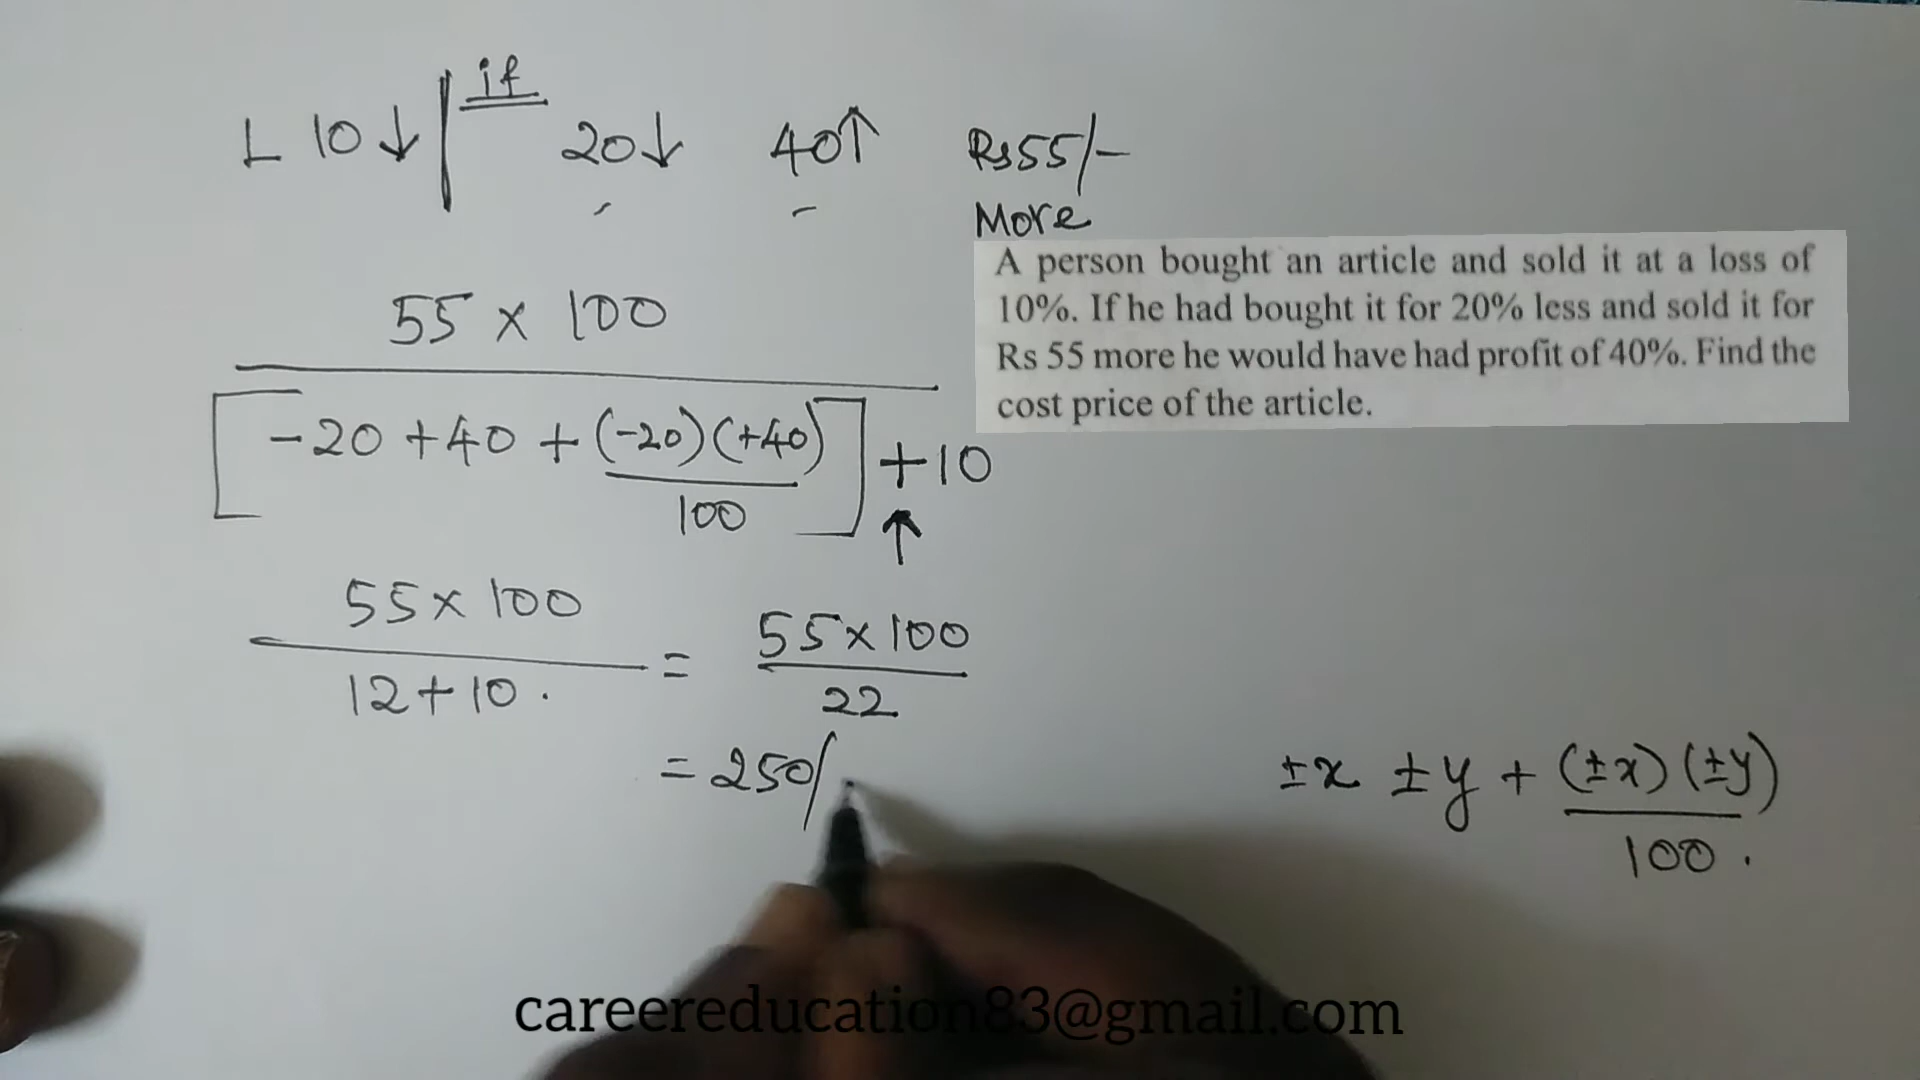 if
L 10↓ | 20↓ 40↑ Rs55/-
More
A person bought an article and sold it at a loss of
10%. If he had bought it for 20% less and sold it for
Rs 55 more he would have had profit of 40%. Find the
cost price of the article.
55 × 100
[-20 +40 + (-20)(+40)] +10
100
↑
55× 100
12+10.
= 55×100
22
= 250/
±x ±y + (±x)(±y)
100.
careereducation83@gmail.com